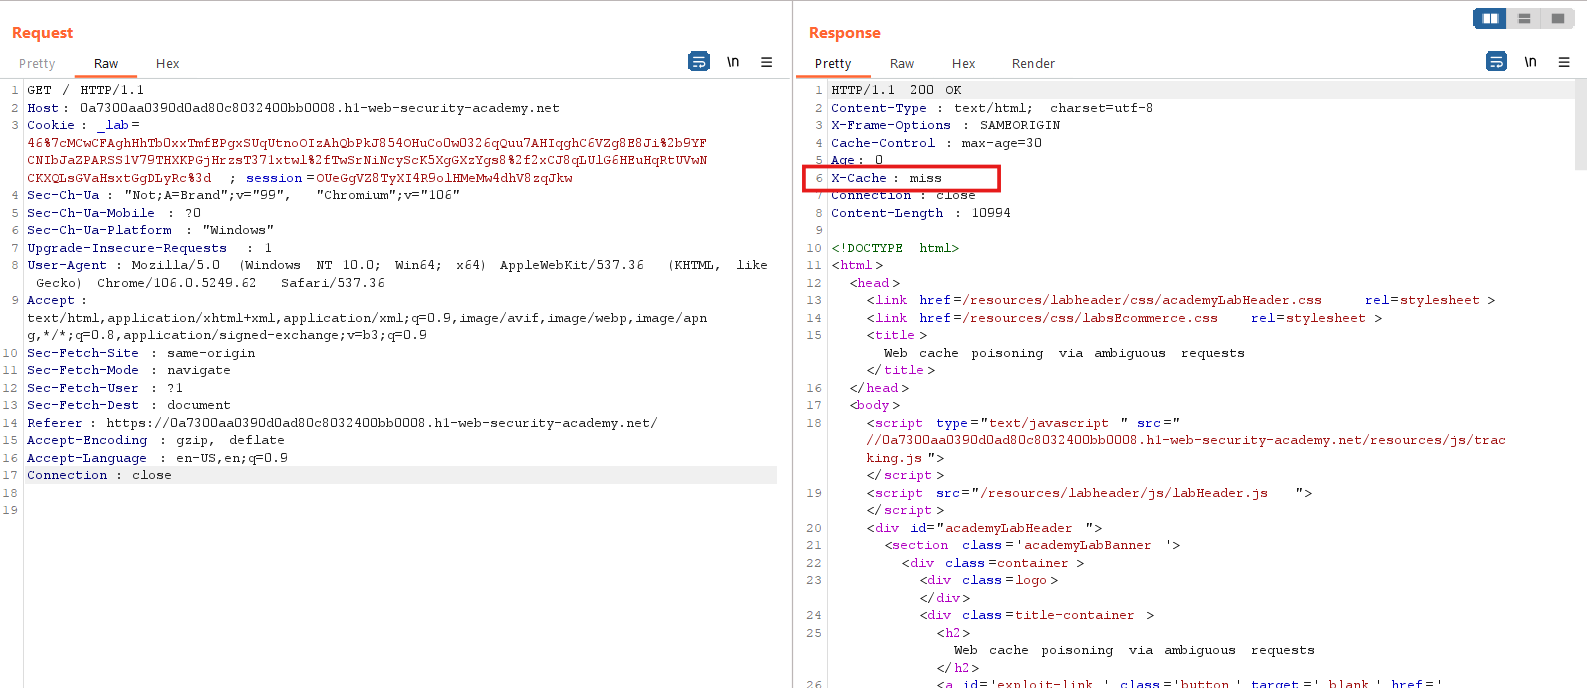 Request
Pretty Raw Hex
\n
1 GET / HTTP/1.1
2 Host: 0a7300aa0390d0ad80c8032400bb0008.h1-web-security-academy.net
3 Cookie: _lab=
46%7cMCwCFAghHhTb0xxTmfEPgxSUqUtnoOIzAhQbPkJ854OHuCo0w0326qQuu7AHIqghC6VZg8E8Ji%2b9YF
CNIbJaZPARSS1V79THXKPGjHrzsT371xtwl%2fTwSrNiNcyScK5XgGXzYgs8%2f2xCJ8qLUlG6HEuHqRtUVwN
CKXQLsGVaHsxtGgDLyRc%3d ; session=OUeGgVZ8TyXI4R9olHMeMw4dhV8zqJkw
4 Sec-Ch-Ua: "Not;A=Brand";v="99", "Chromium";v="106"
5 Sec-Ch-Ua-Mobile: ?0
6 Sec-Ch-Ua-Platform: "Windows"
7 Upgrade-Insecure-Requests: 1
8 User-Agent: Mozilla/5.0 (Windows NT 10.0; Win64; x64) AppleWebKit/537.36 (KHTML, like
Gecko) Chrome/106.0.5249.62 Safari/537.36
9 Accept:
text/html,application/xhtml+xml,application/xml;q=0.9,image/avif,image/webp,image/apn
g,*/*;q=0.8,application/signed-exchange;v=b3;q=0.9
10 Sec-Fetch-Site: same-origin
11 Sec-Fetch-Mode: navigate
12 Sec-Fetch-User: ?1
13 Sec-Fetch-Dest: document
14 Referer: https://0a7300aa0390d0ad80c8032400bb0008.h1-web-security-academy.net/
15 Accept-Encoding: gzip, deflate
16 Accept-Language: en-US,en;q=0.9
17 Connection: close
18
19
Response
Pretty Raw Hex Render
\n
1 HTTP/1.1 200 OK
2 Content-Type: text/html; charset=utf-8
3 X-Frame-Options: SAMEORIGIN
4 Cache-Control: max-age=30
5 Age: 0
6 X-Cache: miss
7 Connection: close
8 Content-Length: 10994
9
10 <!DOCTYPE html>
11 <html>
12 <head>
13 <link href=/resources/labheader/css/academyLabHeader.css rel=stylesheet>
14 <link href=/resources/css/labsEcommerce.css rel=stylesheet>
15 <title>
Web cache poisoning via ambiguous requests
</title>
16 </head>
17 <body>
18 <script type="text/javascript" src="
//0a7300aa0390d0ad80c8032400bb0008.h1-web-security-academy.net/resources/js/trac
king.js">
</script>
19 <script src="/resources/labheader/js/labHeader.js">
</script>
20 <div id="academyLabHeader">
21 <section class='academyLabBanner'>
22 <div class=container>
23 <div class=logo>
</div>
24 <div class=title-container>
25 <h2>
Web cache poisoning via ambiguous requests
</h2>
26 <a id='exploit-link' class='button' target='_blank' href='